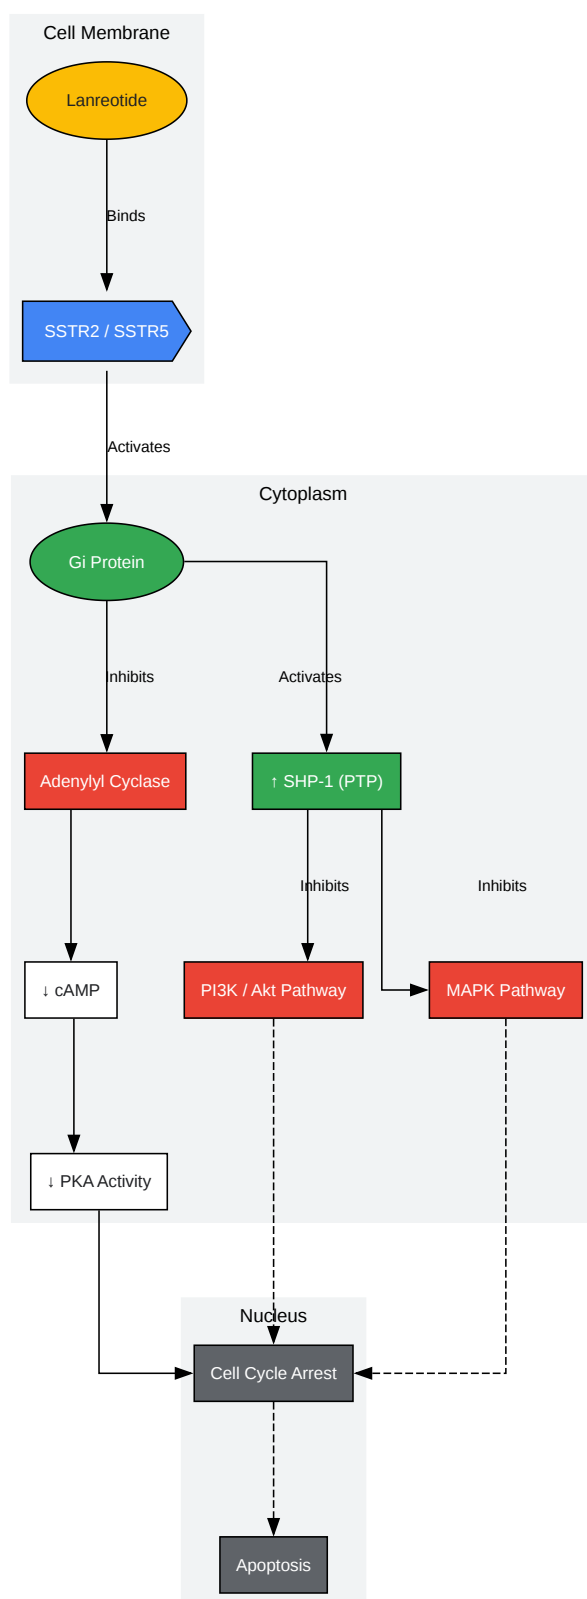 Cell Membrane
Lanreotide
Binds
SSTR2 / SSTR5
Activates
Cytoplasm
Gi Protein
Inhibits
Activates
Adenylyl Cyclase
↑ SHP-1 (PTP)
Inhibits
Inhibits
↓ cAMP
PI3K / Akt Pathway
MAPK Pathway
↓ PKA Activity
Nucleus
Cell Cycle Arrest
Apoptosis